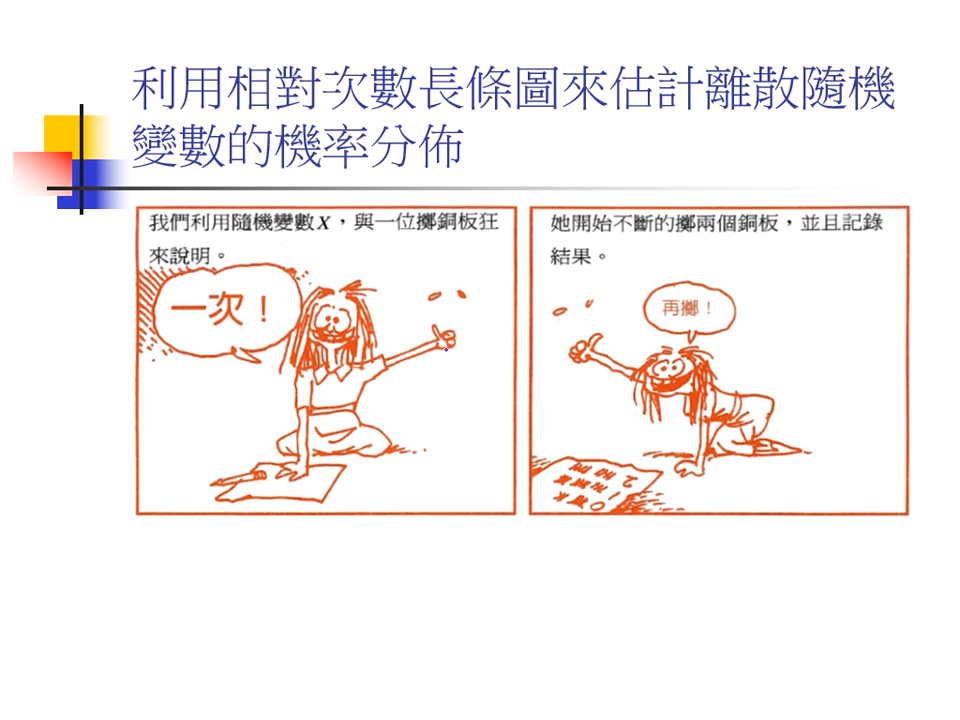 利用相對次數長條圖來估計離散隨機
變數的機率分佈
我們利用隨機變數X，與一位擲銅板狂
來說明。
一次！
她開始不斷的擲兩個銅板，並且記錄
結果。
再擲！